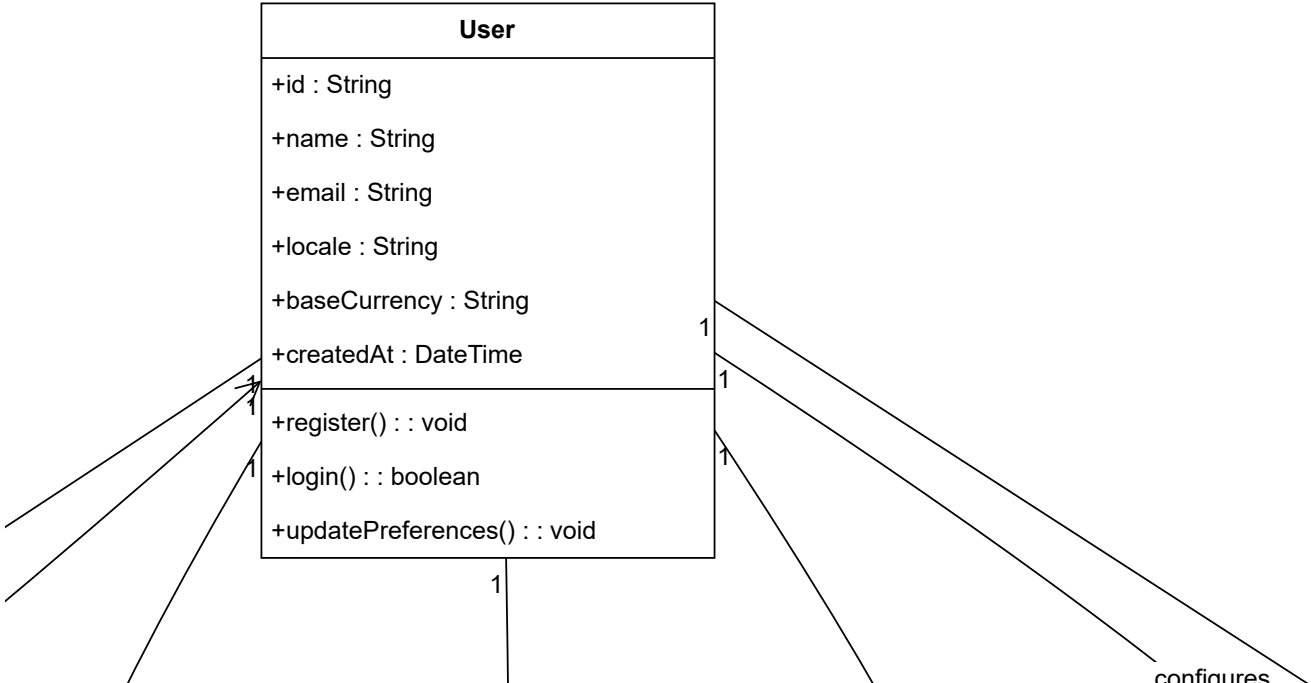 User
+id : String
+name : String
+email : String
+locale : String
+baseCurrency : String
1
+createdAt : DateTime
1
1
1
+register() : : void
1
1
+login() : : boolean
+updatePreferences() : : void
1
configures